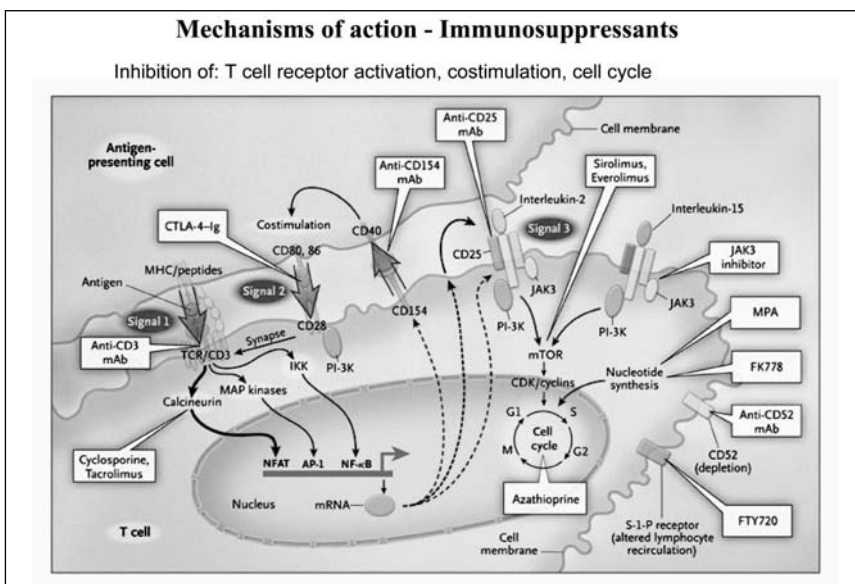 Mechanisms of action - Immunosuppressants
Inhibition of: T cell receptor activation, costimulation, cell cycle
Antigen-
presenting cell
Anti-CD25
mAb
Cell membrane
Anti-CD154
mAb
Sirolimus,
Everolimus
Interleukin-2
Interleukin-15
CTLA-4–Ig
Costimulation
CD40
CD25
Signal 3
CD80, 86
JAK3
inhibitor
MHC/peptides
Antigen
Signal 2
Signal 1
JAK3
JAK3
CD154
PI-3K
PI-3K
CD28
MPA
Anti-CD3
mAb
Synapse
TCR/CD3
PI-3K
mTOR
IKK
FK778
MAP kinases
CDK/cyclins
Nucleotide
synthesis
Calcineurin
Anti-CD52
mAb
G1
S
Cell
cycle
M
G2
CD52
(depletion)
Cyclosporine,
Tacrolimus
NFAT
AP-1
NF-κB
Nucleus
mRNA
Azathioprine
FTY720
T cell
Cell
membrane
S-1-P receptor
(altered lymphocyte
recirculation)